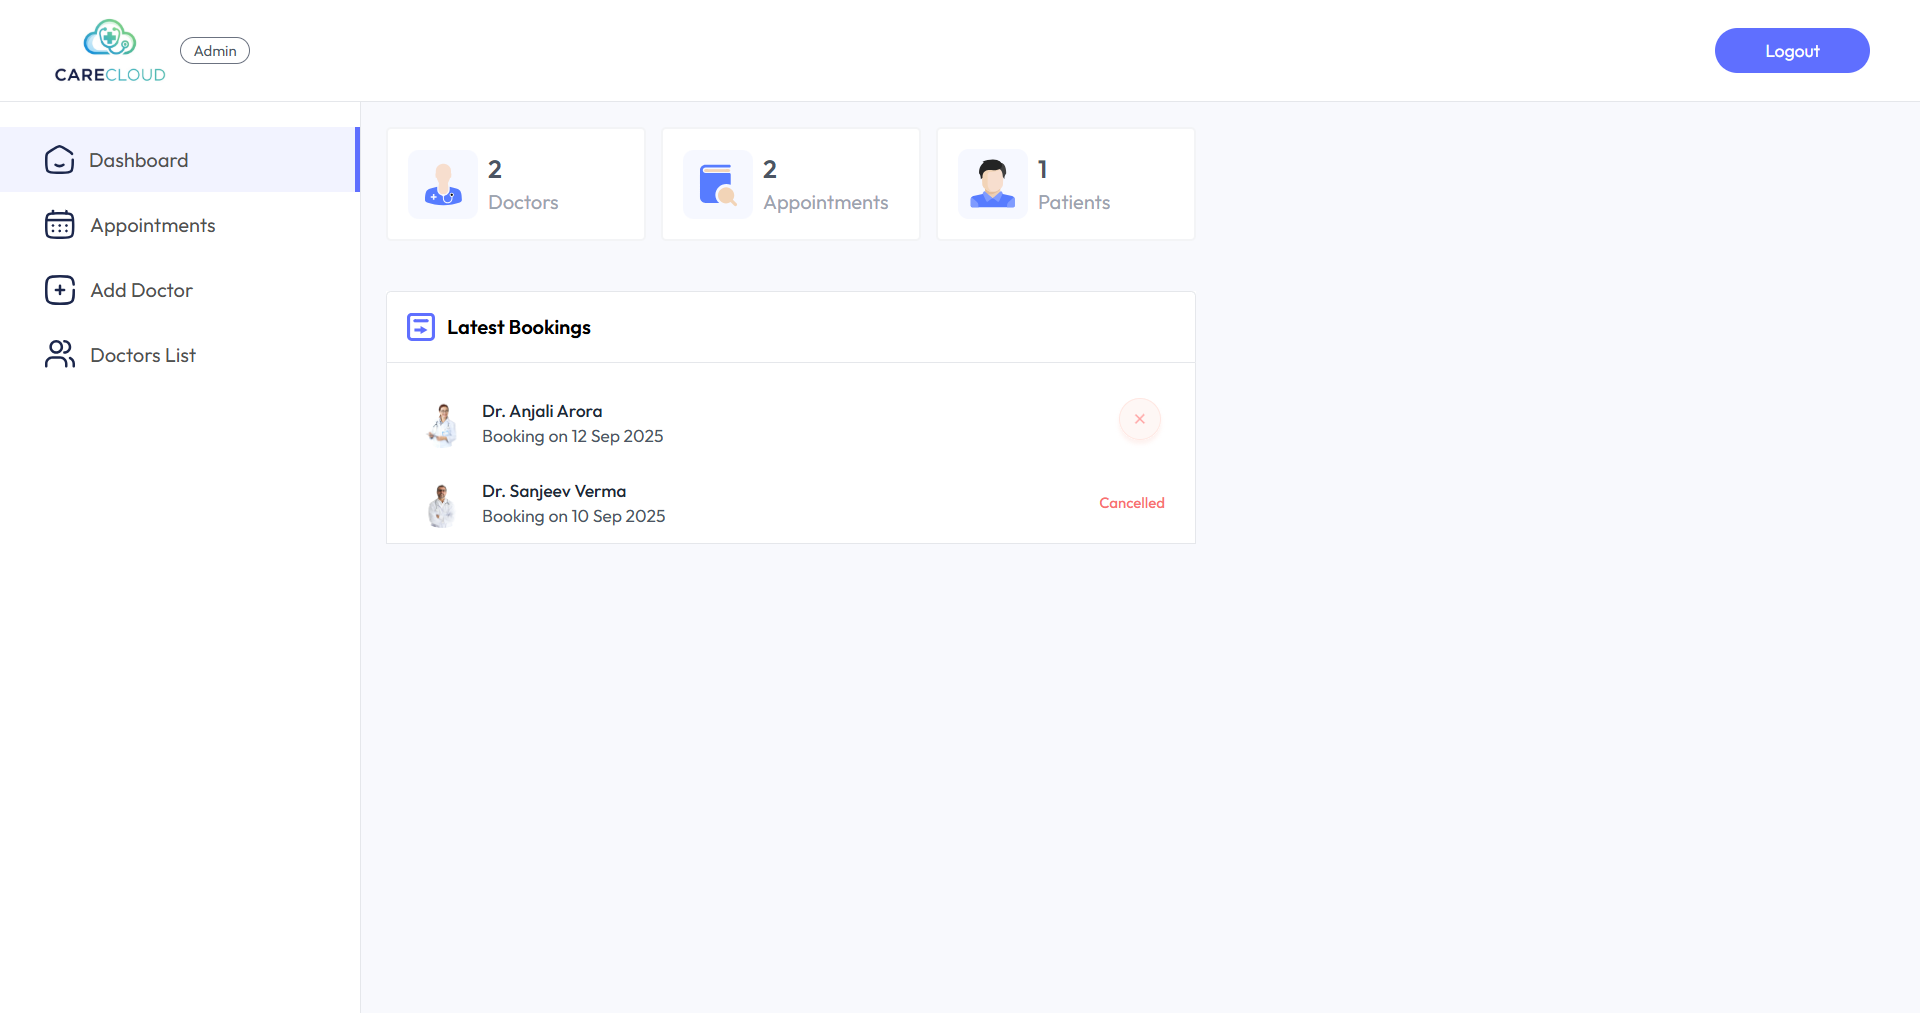 CARECLOUD
Admin
Logout
Dashboard
Appointments
Add Doctor
Doctors List
2
Doctors
2
Appointments
1
Patients
Latest Bookings
Dr. Anjali Arora
Booking on 12 Sep 2025
Dr. Sanjeev Verma
Booking on 10 Sep 2025
Cancelled